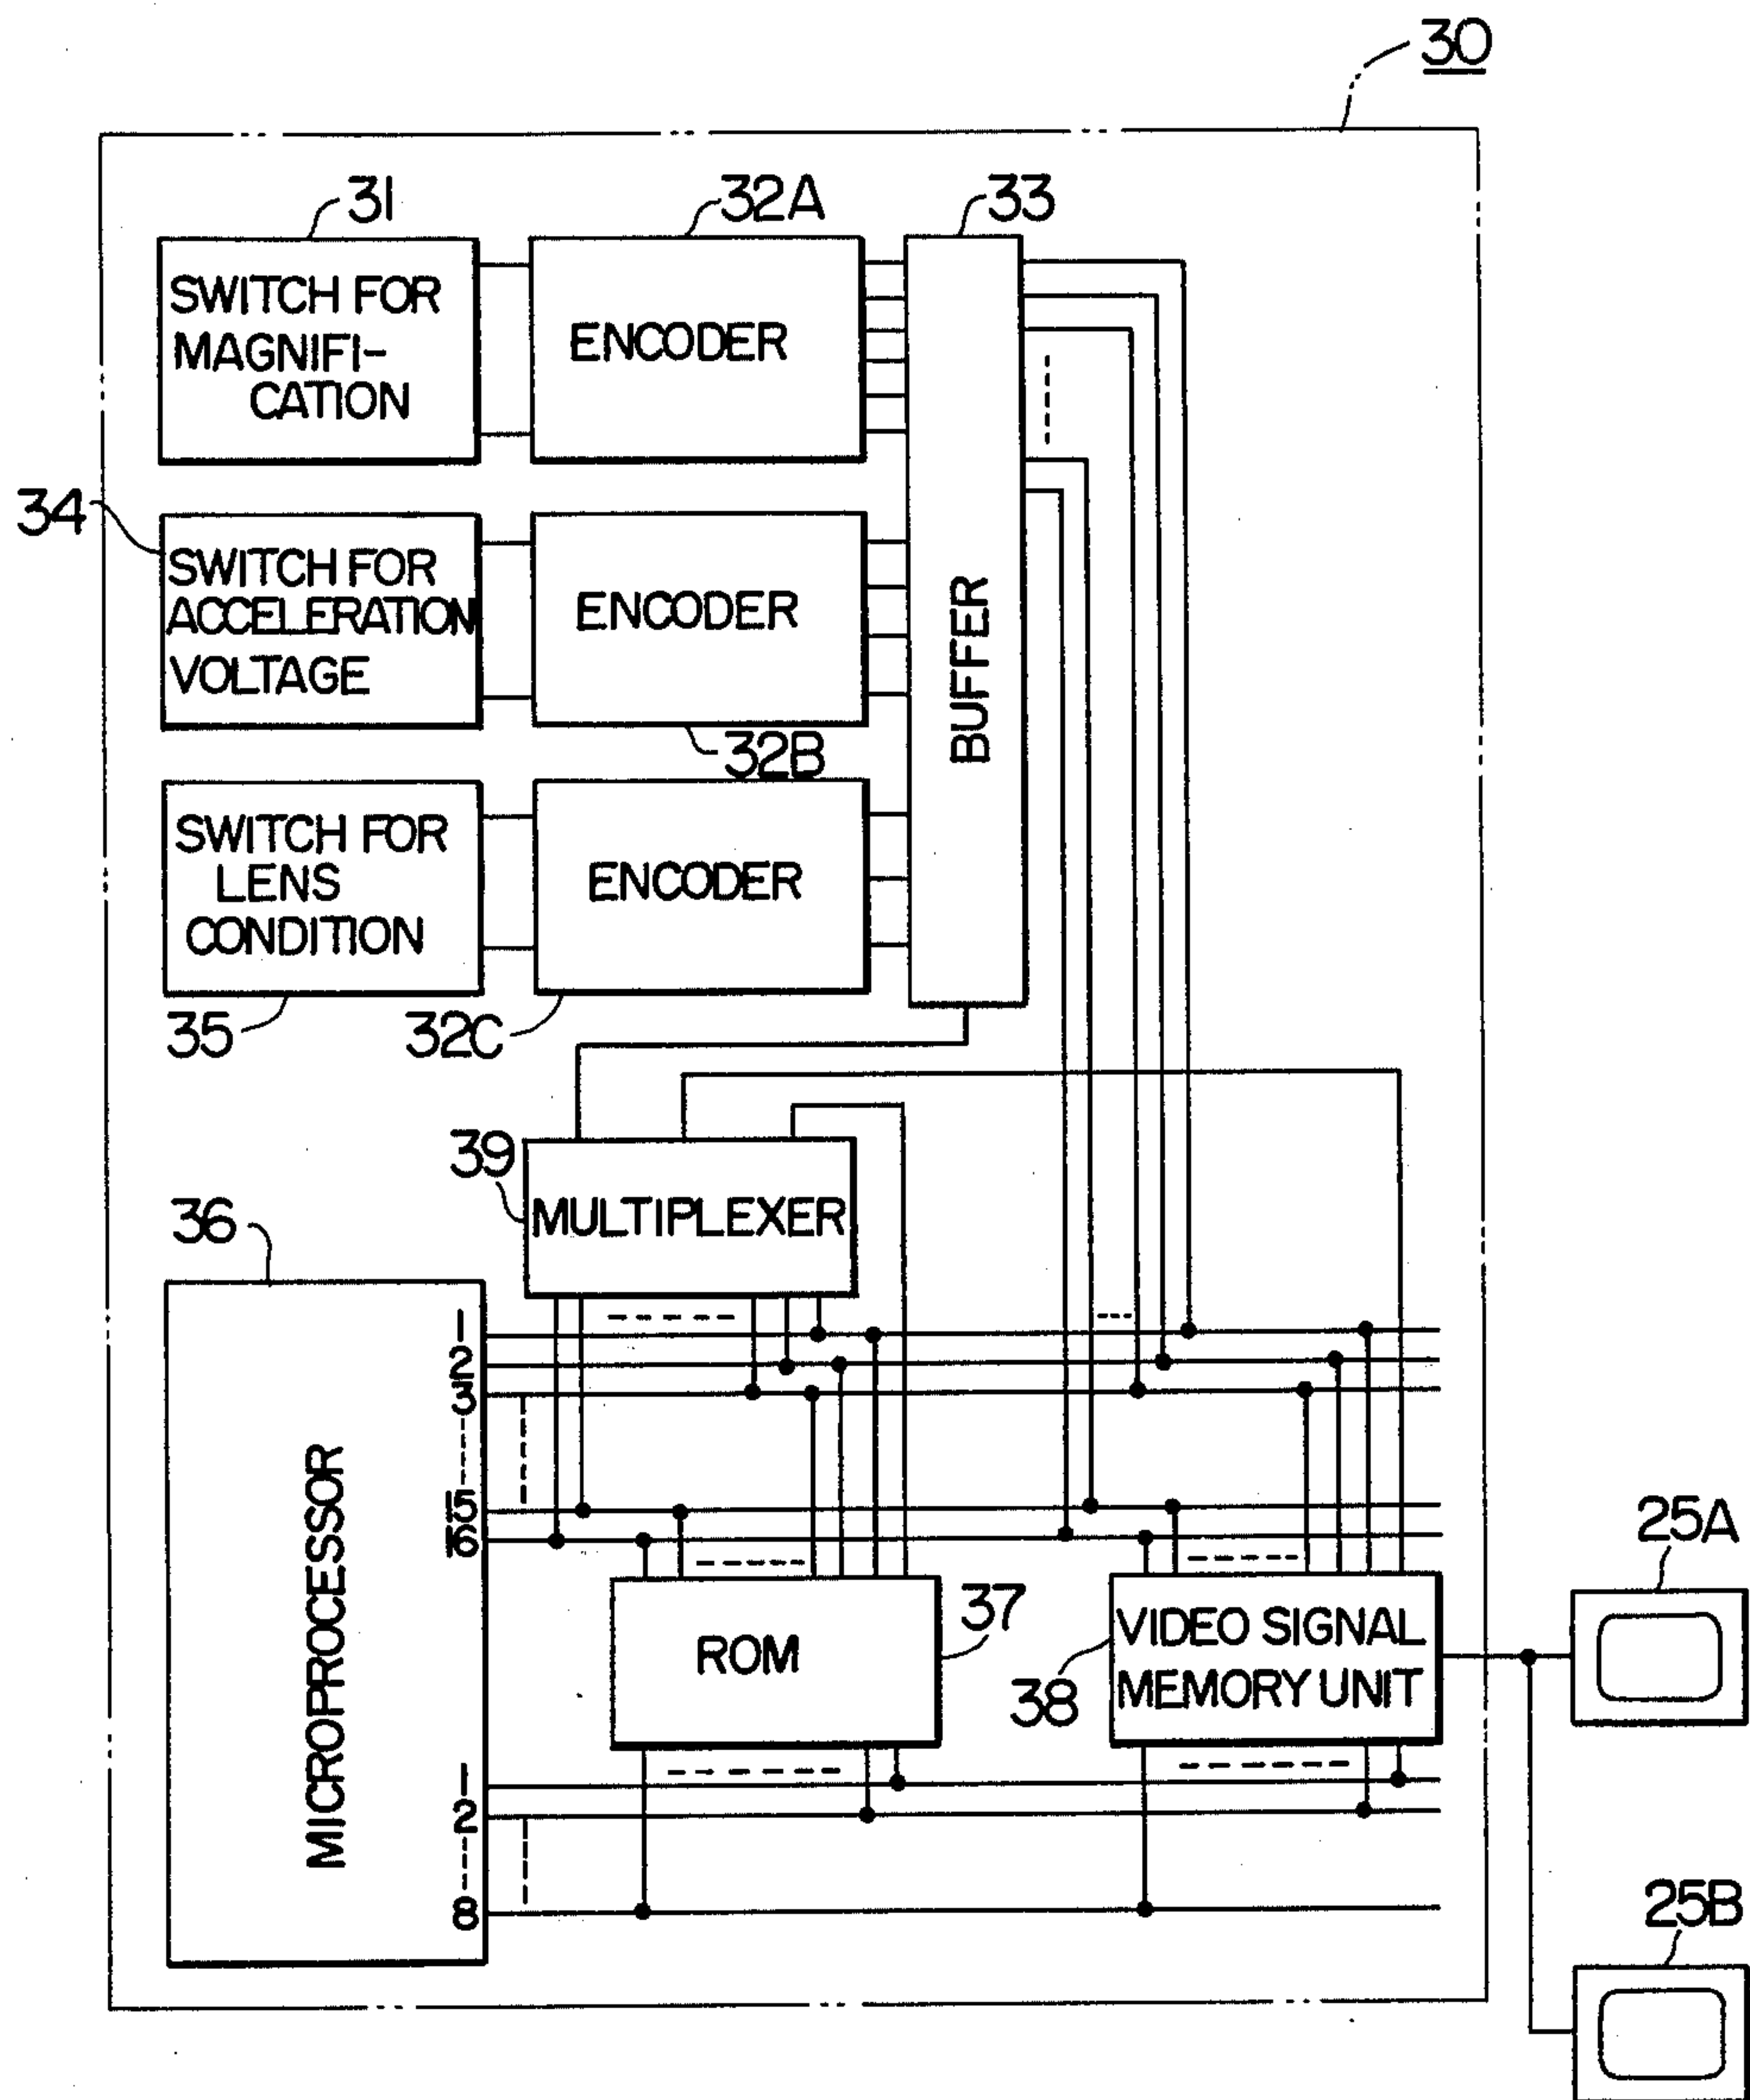 30
31
32A
33
SWITCH FOR
MAGNIFI-
CATION
ENCODER
34
SWITCH FOR
ACCELERATION
VOLTAGE
ENCODER
BUFFER
32B
SWITCH FOR
LENS
CONDITION
ENCODER
35
32C
39
MULTIPLEXER
36
MICROPROCESSOR
1
2
3
15
16
25A
ROM
37
VIDEO SIGNAL
MEMORY UNIT
38
1
2
8
25B